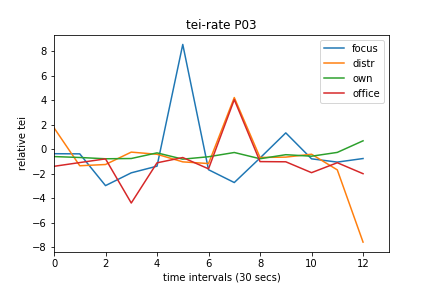 tei-rate P03
focus
distr
own
office
relative tei
8
6
4
2
0
−2
−4
−6
−8
0 2 4 6 8 10 12
time intervals (30 secs)